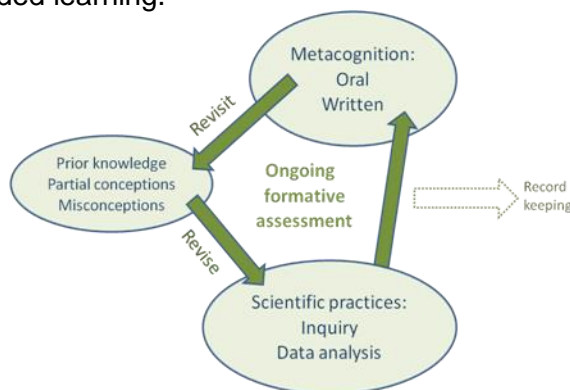 learning.
Metacognition:
Oral
Written
Revisit
Prior knowledge
Partial conceptions
Misconceptions
Ongoing
formative
assessment
Record
keeping
Revise
Scientific practices:
Inquiry
Data analysis